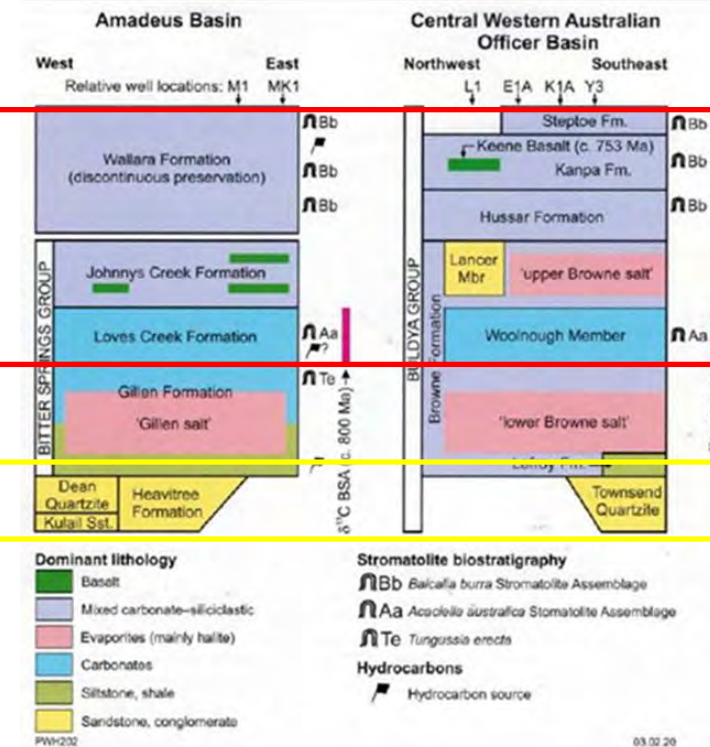 Amadeus Basin
Central Western Australian
Officer Basin
West
East
Northwest
Southeast
Relative well locations: M1 MK1
L1 E1A K1A Y3
Wallara Formation
(discontinuous preservation)
Bb
Bb
Bb
BITTER SPRINGS GROUP
Johnnys Creek Formation
Loves Creek Formation
Aa
?
Te
Gillen Formation
'Gillen salt'
Dean
Quartzite
Kulail Sst.
Heavitree
Formation
δ¹³C BSA (c. 800 Ma)
BULDYA GROUP
Steptoe Fm.
Bb
Keene Basalt (c. 753 Ma)
Kanpa Fm.
Bb
Hussar Formation
Bb
Browne Formation
Lancer
Mbr
'upper Browne salt'
Woolnough Member
Aa
'lower Browne salt'
Lefroy Fm.
Townsend
Quartzite
Dominant lithology
Basalt
Mixed carbonate–siliciclastic
Evaporites (mainly halite)
Carbonates
Siltstone, shale
Sandstone, conglomerate
Stromatolite biostratigraphy
Bb Baicalia burra Stromatolite Assemblage
Aa Acaciella australica Stomatolite Assemblage
Te Tungussia erecta
Hydrocarbons
Hydrocarbon source
PWH202
03.02.20